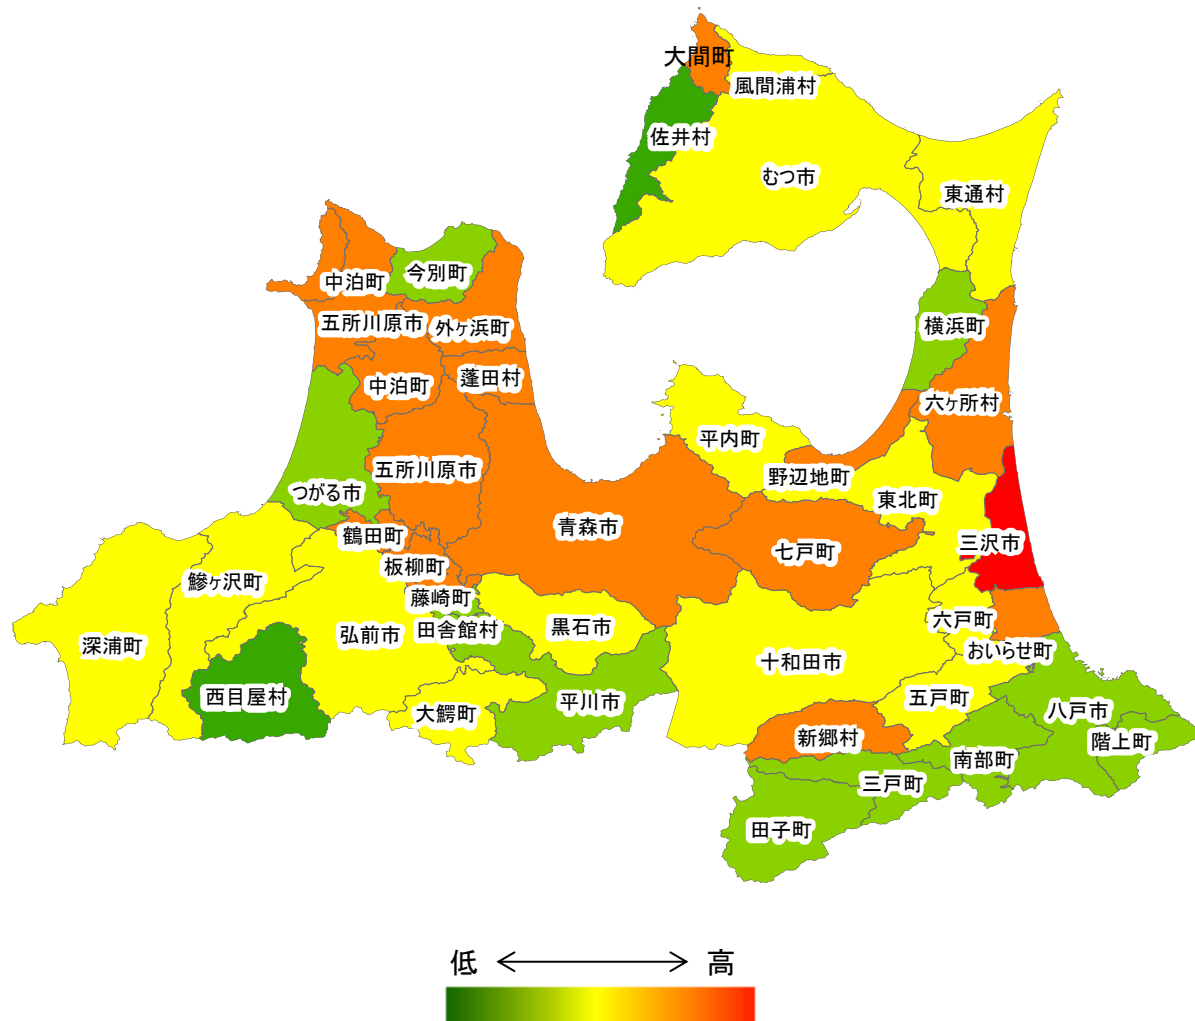 大間町
風間浦村
佐井村
むつ市
東通村
中泊町
今別町
五所川原市
外ヶ浜町
横浜町
中泊町
蓬田村
六ヶ所村
平内町
五所川原市
野辺地町
つがる市
東北町
青森市
鶴田町
三沢市
七戸町
板柳町
鰺ヶ沢町
藤崎町
六戸町
田舎館村
黒石市
弘前市
深浦町
おいらせ町
十和田市
西目屋村
五戸町
平川市
大鰐町
八戸市
新郷村
階上町
南部町
三戸町
田子町
低 高